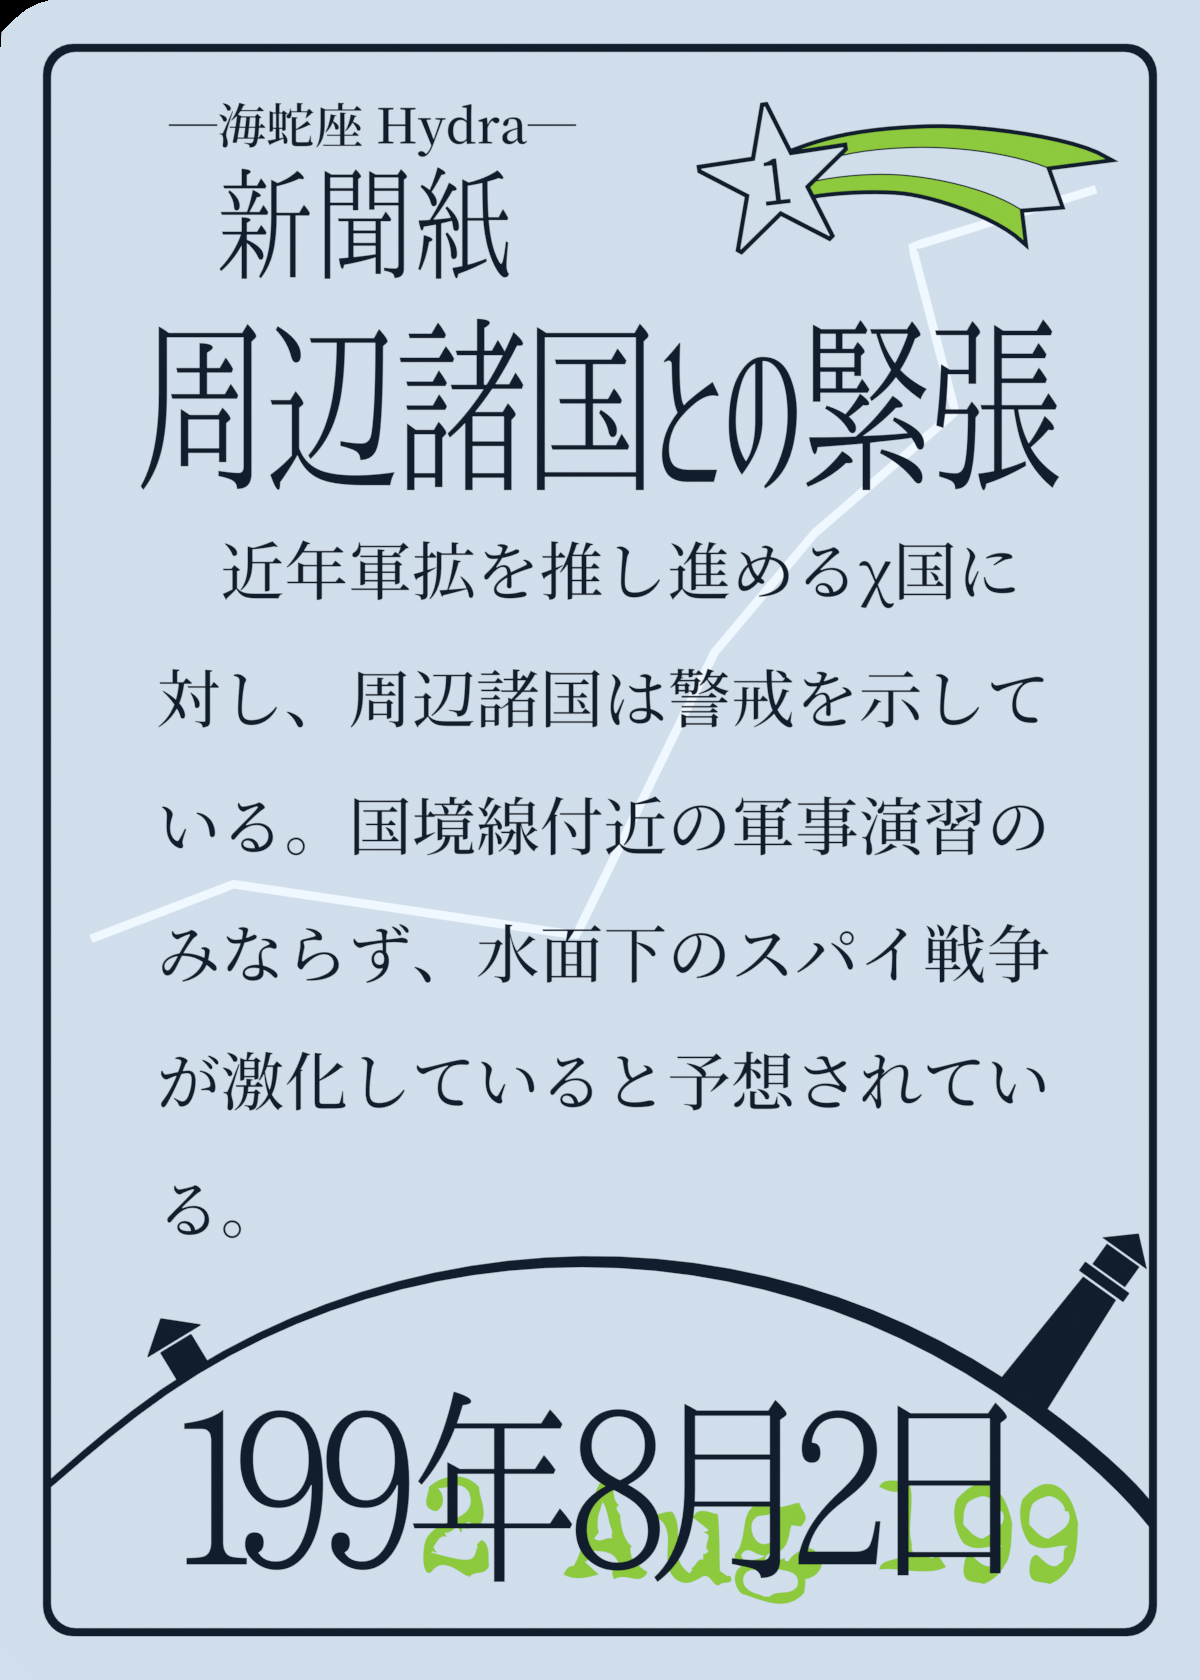 ―海蛇座 Hydra―
新聞紙
1
周辺諸国との緊張
近年軍拡を推し進めるχ国に
対し、周辺諸国は警戒を示して
いる。国境線付近の軍事演習の
みならず、水面下のスパイ戦争
が激化していると予想されてい
る。
199年8月2日
2 Aug 199